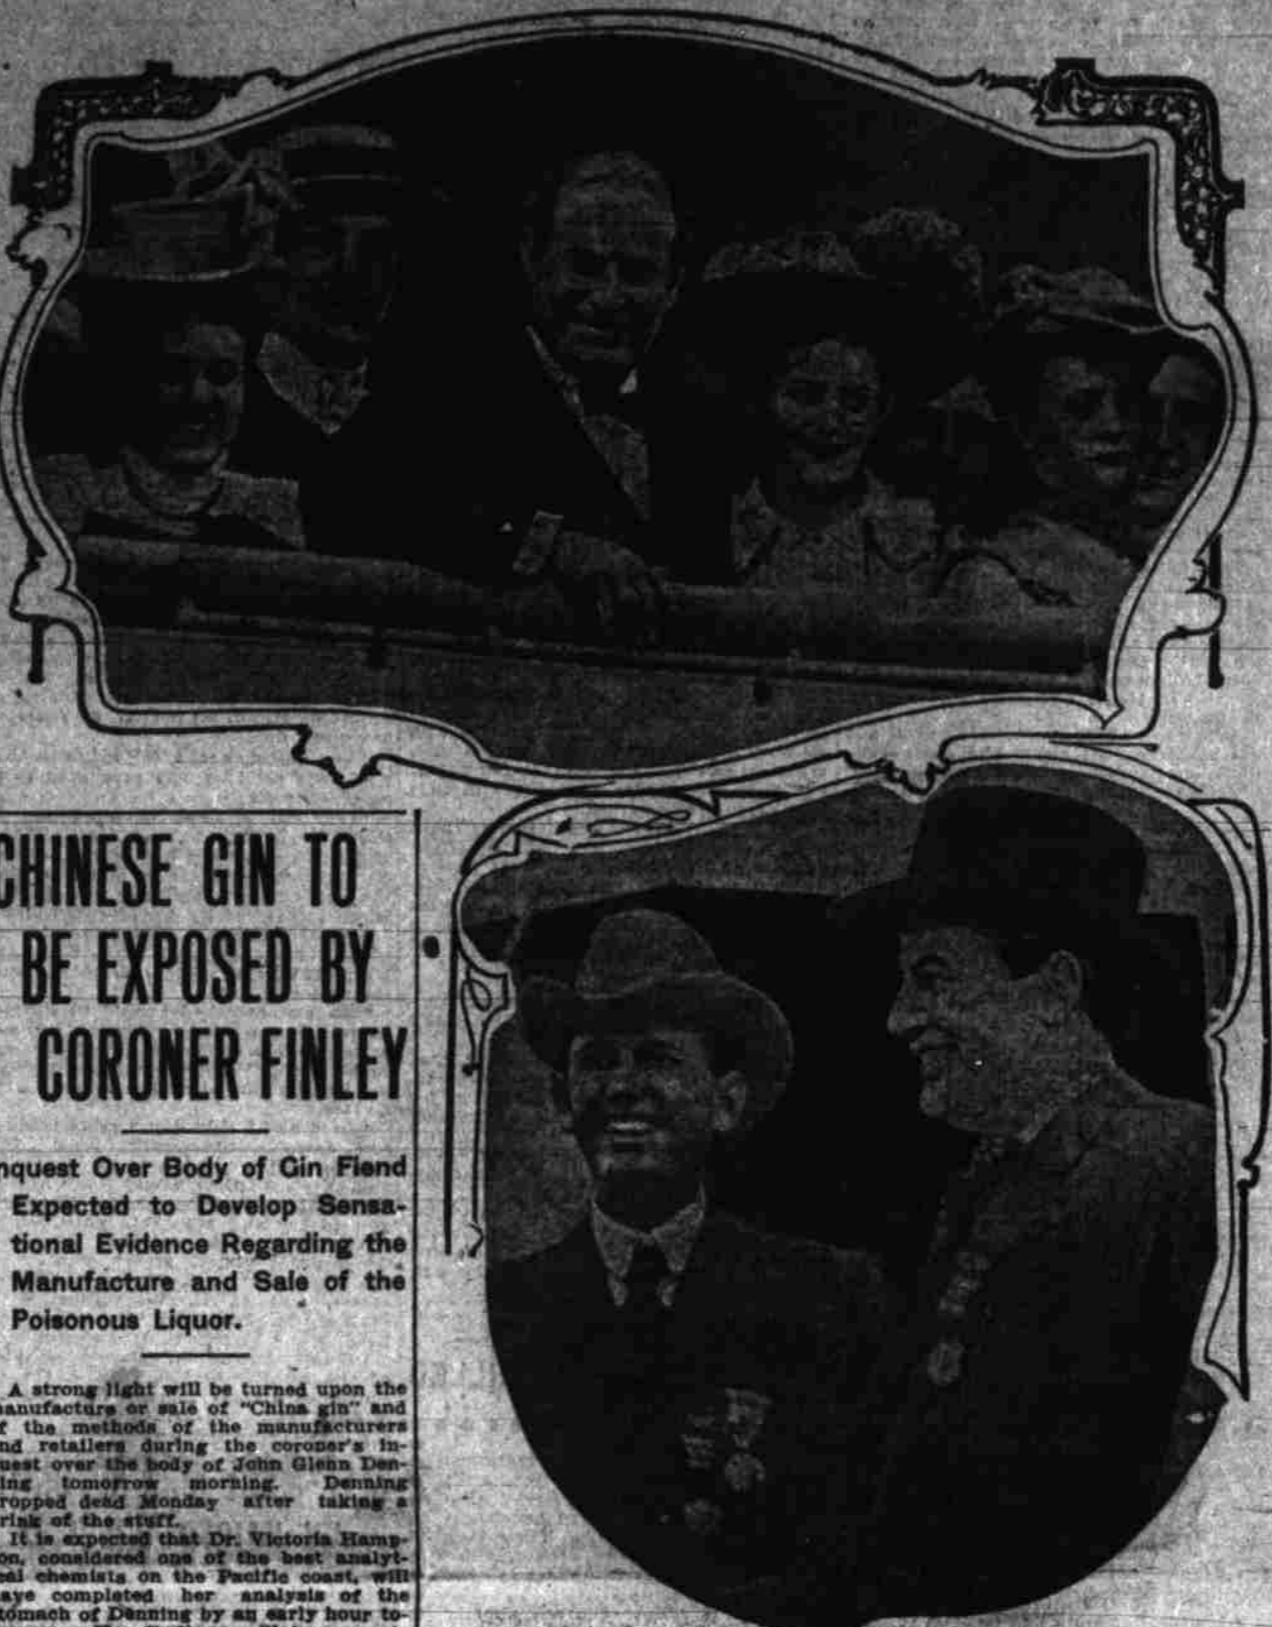 CHINESE GIN TO
BE EXPOSED BY
CORONER FINLEY
nquest Over Body of Gin Fiend
Expected to Develop Sensa-
tional Evidence Regarding the
Manufacture and Sale of the
Poisonous Liquor.
A strong light will be turned upon the
manufacture or sale of "China gin" and
f the methods of the manufacturers
nd retailers during the coroner's in-
uest over the body of John Glenn Den-
ing tomorrow morning. Denning
ropped dead Monday after taking a
rink of the stuff.
It is expected that Dr. Victoria Hamp-
on, considered one of the best analyt-
cal chemists on the Pacific coast, will
ave completed her analysis of the
tomach of Denning by an early hour to-